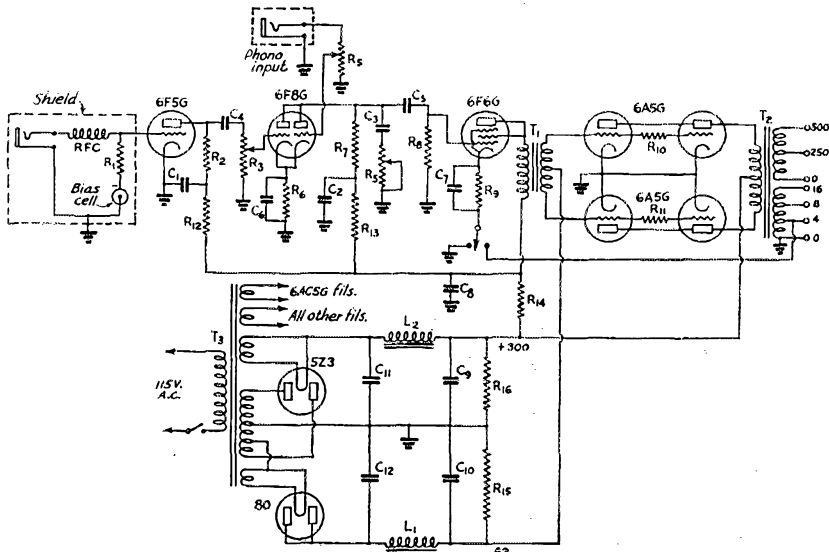 Phono
input
R5
Shield
6F5G
6F8G
6F6G
6A5G
C4
C3
C5
T1
T2
500
250
0
16
8
4
0
RFC
R1
Bias
cell
C1
R2
R3
R7
R8
R10
C6
R6
C2
R5
C7
R9
6A5G
R11
R12
R13
C8
R14
6AC5G fils.
All other fils.
T3
L2
+300
5Z3
115V.
A.C.
C11
C9
R16
C12
C10
R15
80
L1